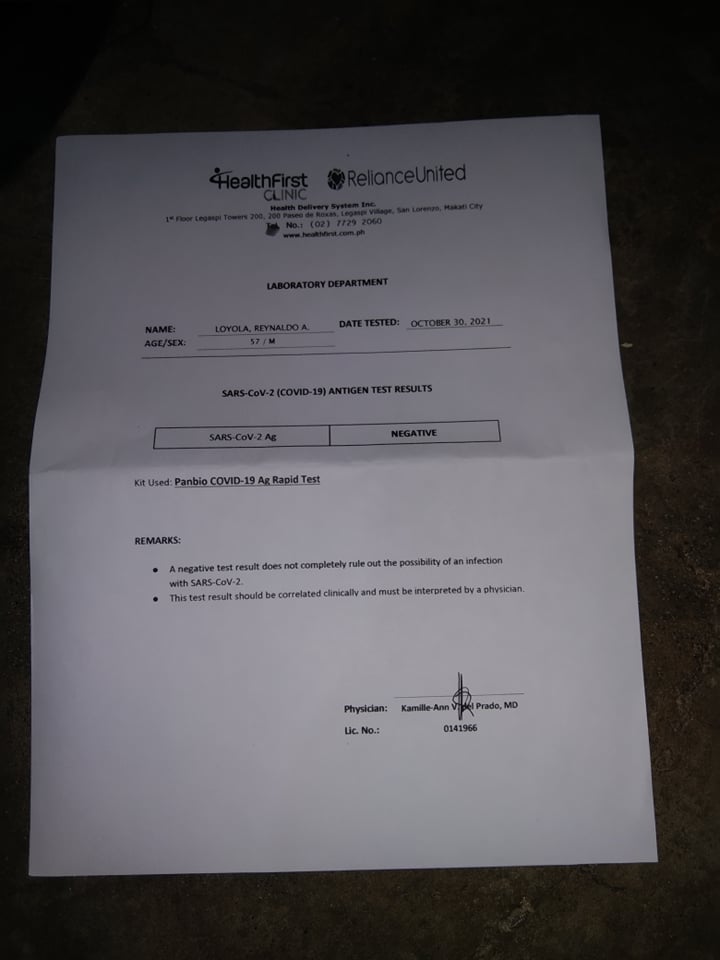 HealthFirst CLINIC RelianceUnited
Health Delivery System Inc.
1st Floor Legaspi Towers 200, 200 Paseo de Roxas, Legaspi Village, San Lorenzo, Makati City
Tel. No.: (02) 7729 2060
www.healthfirst.com.ph
LABORATORY DEPARTMENT
NAME: LOYOLA, REYNALDO A. DATE TESTED: OCTOBER 30, 2021
AGE/SEX: 57 / M
SARS-CoV-2 (COVID-19) ANTIGEN TEST RESULTS
SARS-CoV-2 Ag NEGATIVE
Kit Used: Panbio COVID-19 Ag Rapid Test
REMARKS:
• A negative test result does not completely rule out the possibility of an infection
with SARS-CoV-2.
• This test result should be correlated clinically and must be interpreted by a physician.
Physician: Kamille-Ann V. del Prado, MD
Lic. No.: 0141966